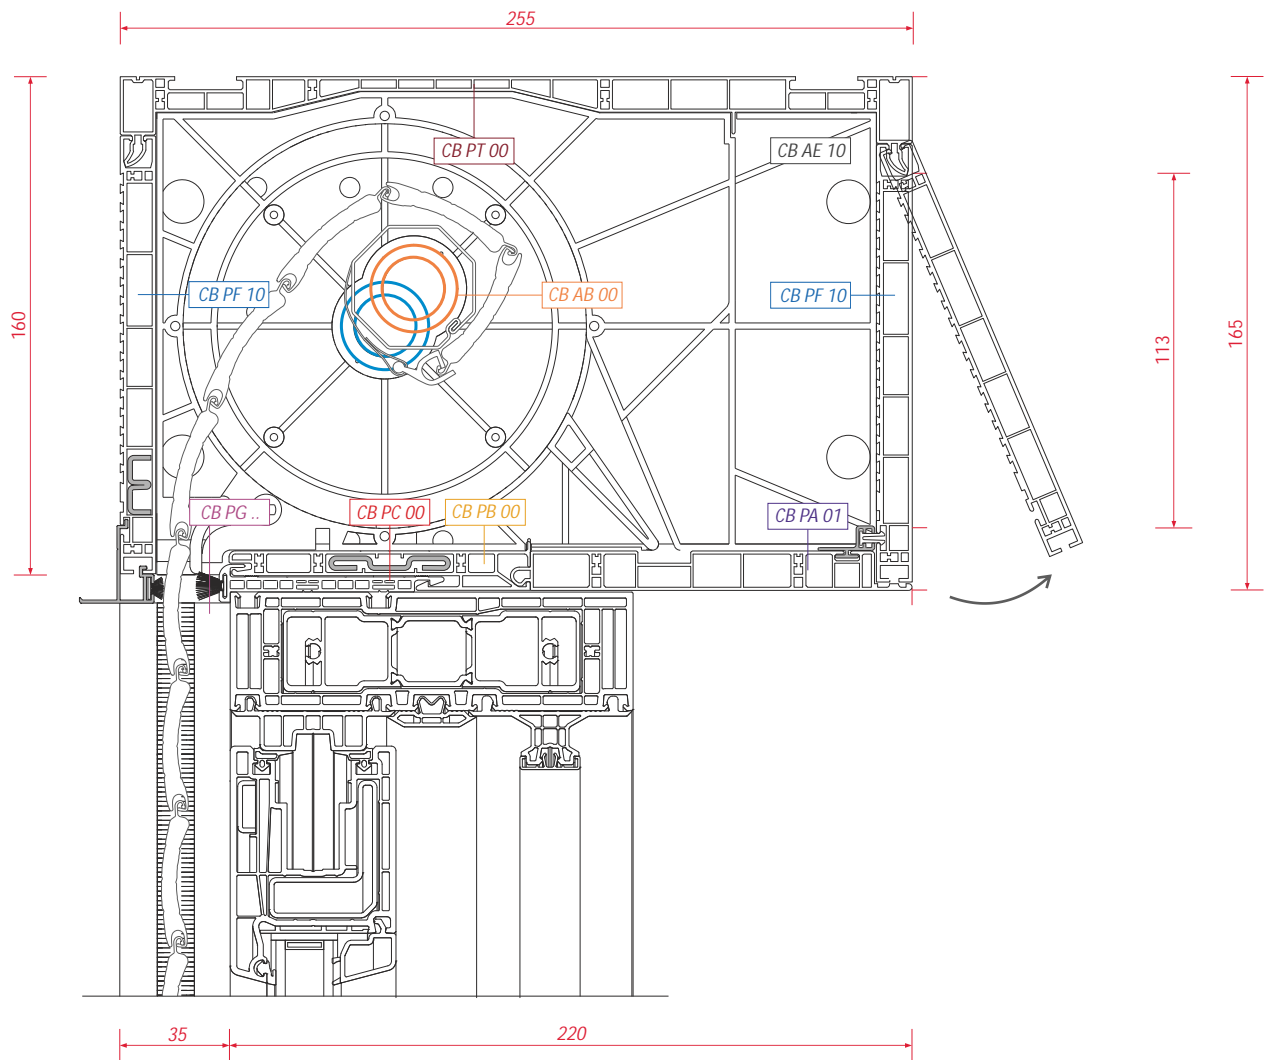 255
CB PT 00
CB AE 10
CB PF 10
CB AB 00
CB PF 10
160
113
165
CB PG ..
CB PC 00
CB PB 00
CB PA 01
35
220